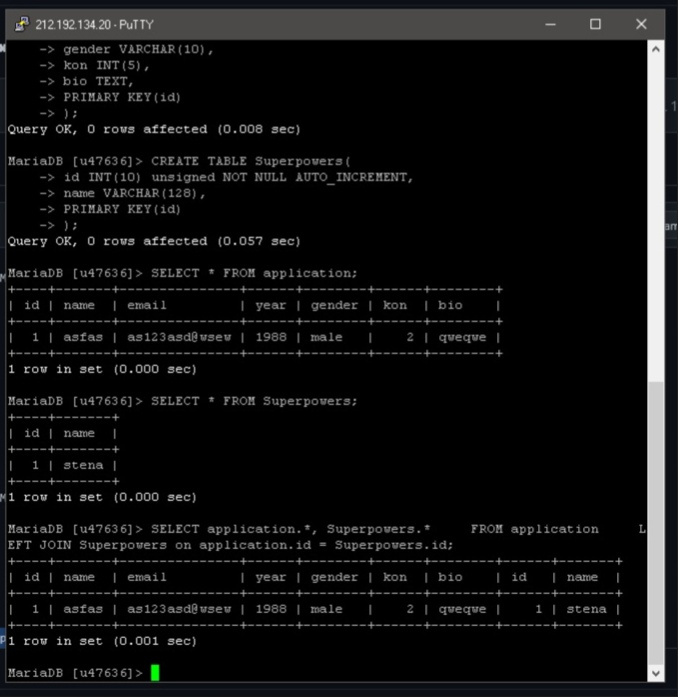 212.192.134.20 - PuTTY
-> gender VARCHAR(10),
-> kon INT(5),
-> bio TEXT,
-> PRIMARY KEY(id)
-> );
Query OK, 0 rows affected (0.008 sec)
MariaDB [u47636]> CREATE TABLE Superpowers(
-> id INT(10) unsigned NOT NULL AUTO_INCREMENT,
-> name VARCHAR(128),
-> PRIMARY KEY(id)
-> );
Query OK, 0 rows affected (0.057 sec)
MariaDB [u47636]> SELECT * FROM application;
+----+-------+---------------+------+--------+------+--------+
| id | name  | email         | year | gender | kon  | bio    |
+----+-------+---------------+------+--------+------+--------+
|  1 | asfas | as123asd@wsew | 1988 | male   |    2 | qweqwe |
+----+-------+---------------+------+--------+------+--------+
1 row in set (0.000 sec)
MariaDB [u47636]> SELECT * FROM Superpowers;
+----+-------+
| id | name  |
+----+-------+
|  1 | stena |
+----+-------+
1 row in set (0.000 sec)
MariaDB [u47636]> SELECT application.*, Superpowers.*     FROM application     L
EFT JOIN Superpowers on application.id = Superpowers.id;
+----+-------+---------------+------+--------+------+--------+------+-------+
| id | name  | email         | year | gender | kon  | bio    | id   | name  |
+----+-------+---------------+------+--------+------+--------+------+-------+
|  1 | asfas | as123asd@wsew | 1988 | male   |    2 | qweqwe |    1 | stena |
+----+-------+---------------+------+--------+------+--------+------+-------+
1 row in set (0.001 sec)
MariaDB [u47636]>